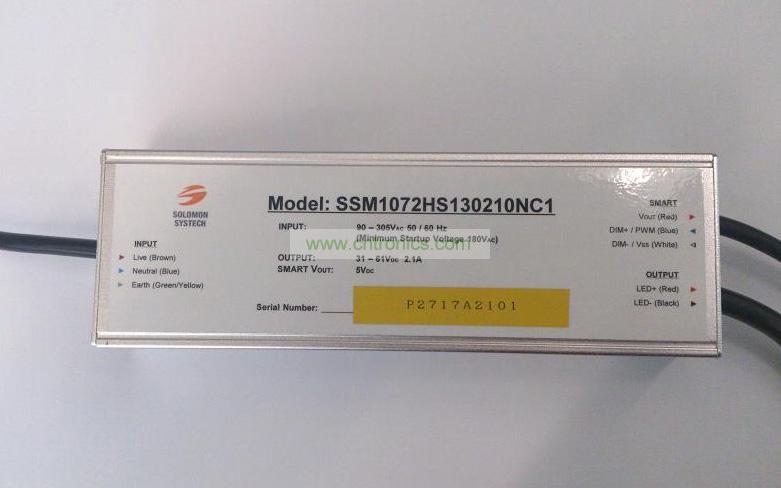 SOLOMON
SYSTECH
Model: SSM1072HS130210NC1
INPUT: 90 – 305VAC 50 / 60 Hz
(Minimum Startup Voltage 180VAC)
www.cntronics.com
OUTPUT: 31 – 61VDC 2.1A
SMART VOUT: 5VDC
Serial Number:
P2717A2101
INPUT
Live (Brown)
Neutral (Blue)
Earth (Green/Yellow)
SMART
VOUT (Red)
DIM+ / PWM (Blue)
DIM- / VSS (White)
OUTPUT
LED+ (Red)
LED- (Black)